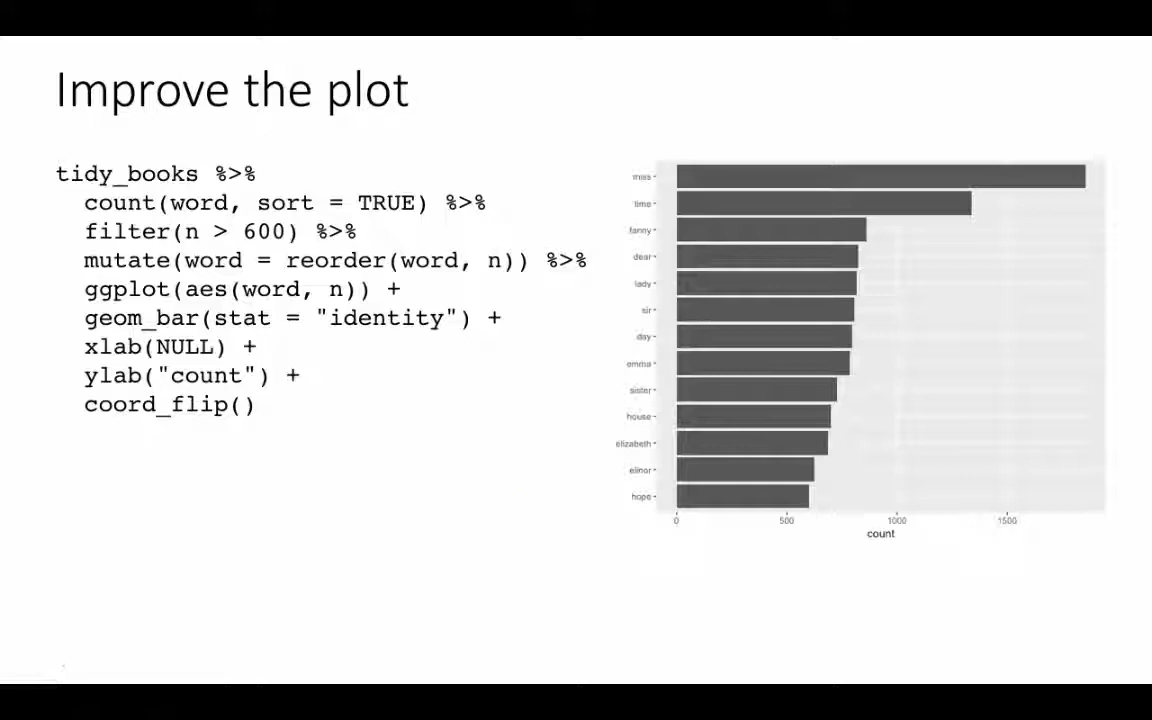 Improve the plot
tidy_books %>%
count(word, sort = TRUE) %>%
filter(n > 600) %>%
mutate(word = reorder(word, n)) %>%
ggplot(aes(word, n)) +
geom_bar(stat = "identity") +
xlab(NULL) +
ylab("count") +
coord_flip()
miss
time
fanny
dear
lady
sir
day
emma
sister
house
elizabeth
elinor
hope
0 500 1000 1500
count